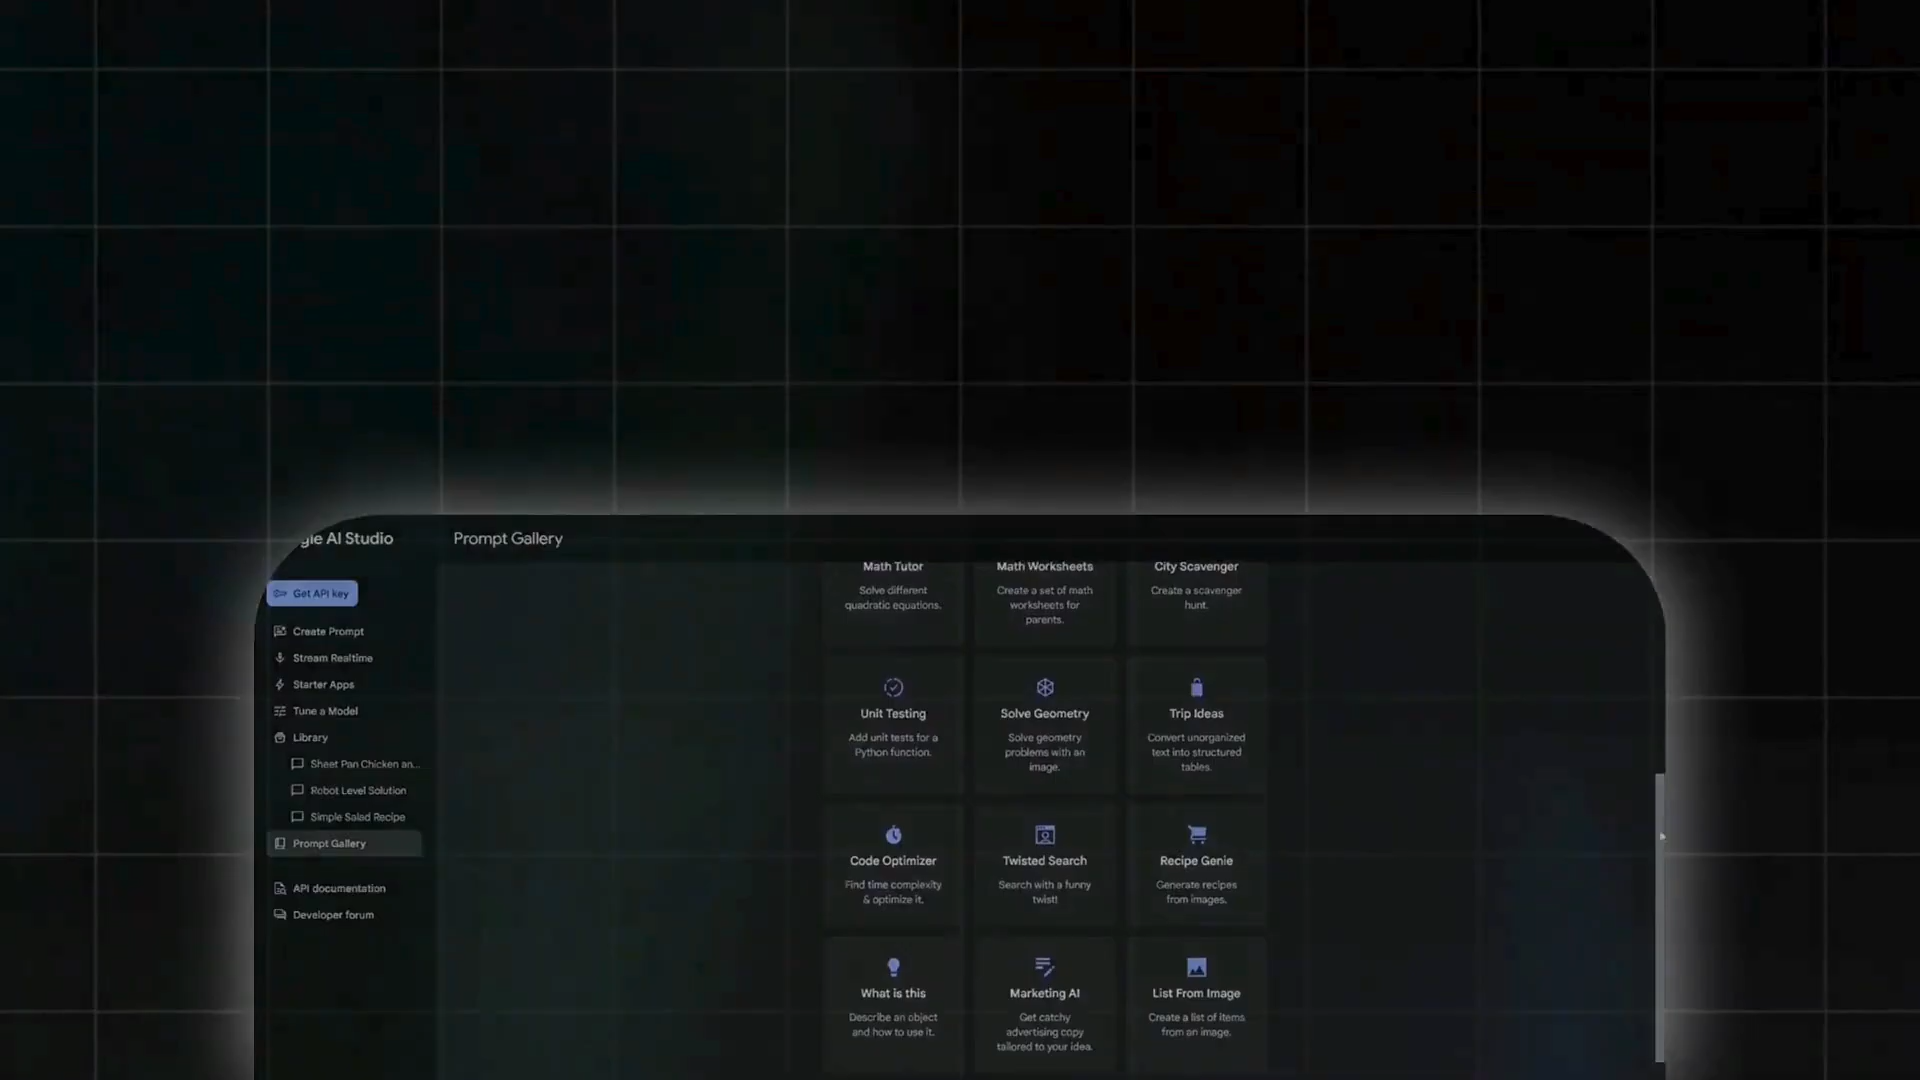 gle AI Studio
Prompt Gallery
Get API key
Create Prompt
Stream Realtime
Starter Apps
Tune a Model
Library
Sheet Pan Chicken an...
Robot Level Solution
Simple Salad Recipe
Prompt Gallery
API documentation
Developer forum
Math Tutor
Solve different
quadratic equations.
Math Worksheets
Create a set of math
worksheets for
parents.
City Scavenger
Create a scavenger
hunt.
Unit Testing
Add unit tests for a
Python function.
Solve Geometry
Solve geometry
problems with an
image.
Trip Ideas
Convert unorganized
text into structured
tables.
Code Optimizer
Find time complexity
& optimize it.
Twisted Search
Search with a funny
twist!
Recipe Genie
Generate recipes
from images.
What is this
Describe an object
and how to use it.
Marketing AI
Get catchy
advertising copy
tailored to your idea.
List From Image
Create a list of items
from an image.